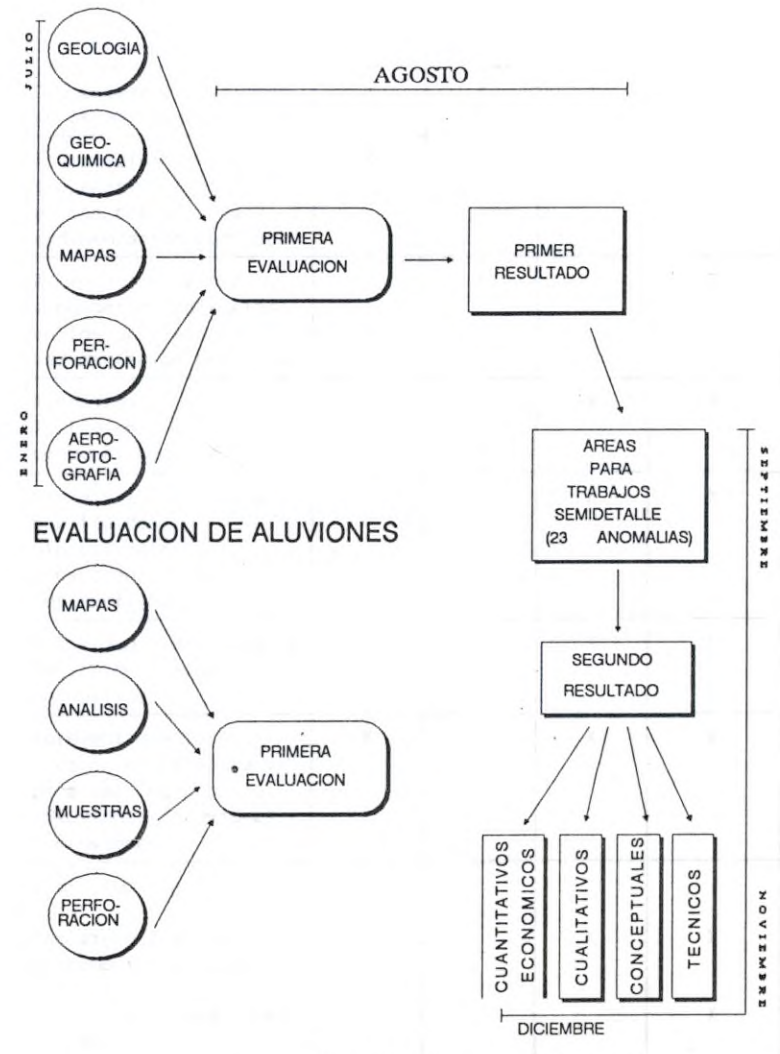 JULIO
GEOLOGIA
GEO-
QUIMICA
MAPAS
PER-
FORACION
AERO-
FOTO-
GRAFIA
ENERO
AGOSTO
PRIMERA
EVALUACION
PRIMER
RESULTADO
AREAS
PARA
TRABAJOS
SEMIDETALLE
(23 ANOMALIAS)
SEPTIEMBRE
SEGUNDO
RESULTADO
CUANTITATIVOS
ECONOMICOS
CUALITATIVOS
CONCEPTUALES
TECNICOS
NOVIEMBRE
DICIEMBRE
EVALUACION DE ALUVIONES
MAPAS
ANALISIS
MUESTRAS
PERFO-
RACION
PRIMERA
EVALUACION